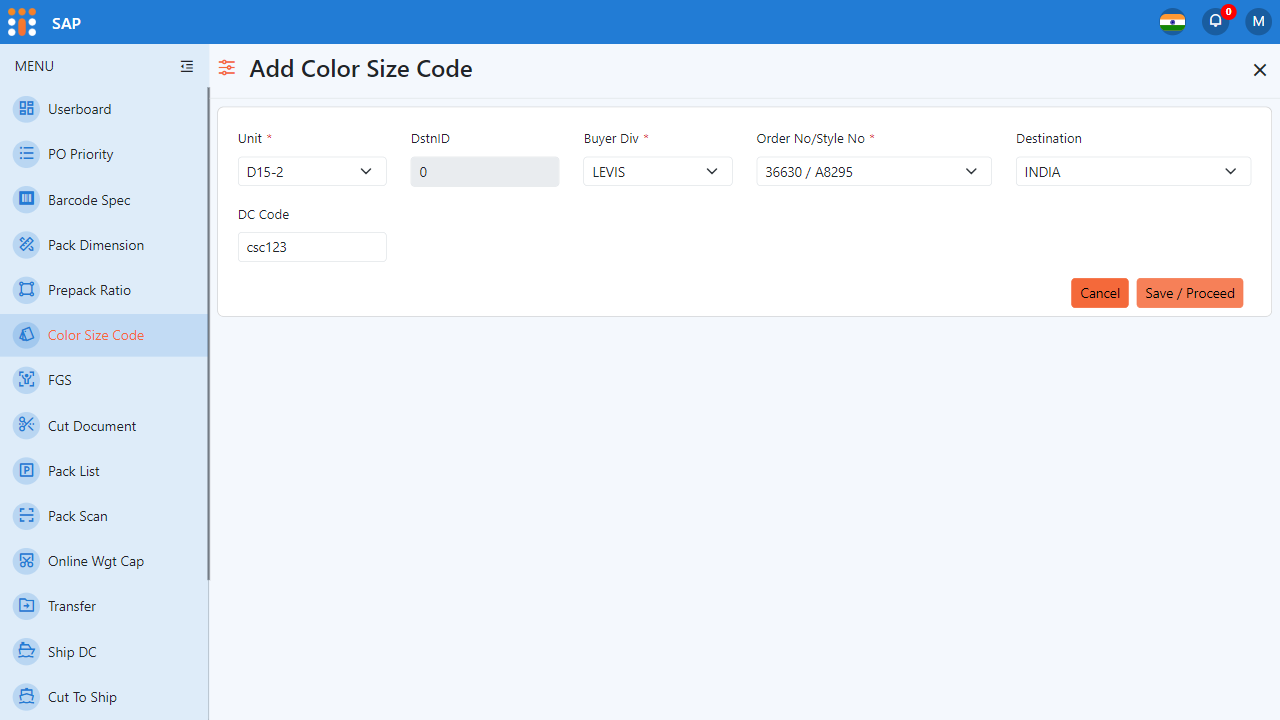 SAP
0
M
MENU
Add Color Size Code
Userboard
PO Priority
Barcode Spec
Pack Dimension
Prepack Ratio
Color Size Code
FGS
Cut Document
Pack List
Pack Scan
Online Wgt Cap
Transfer
Ship DC
Cut To Ship
Unit *
DstnID
Buyer Div *
Order No/Style No *
Destination
D15-2
0
LEVIS
36630 / A8295
INDIA
DC Code
csc123
Cancel
Save / Proceed